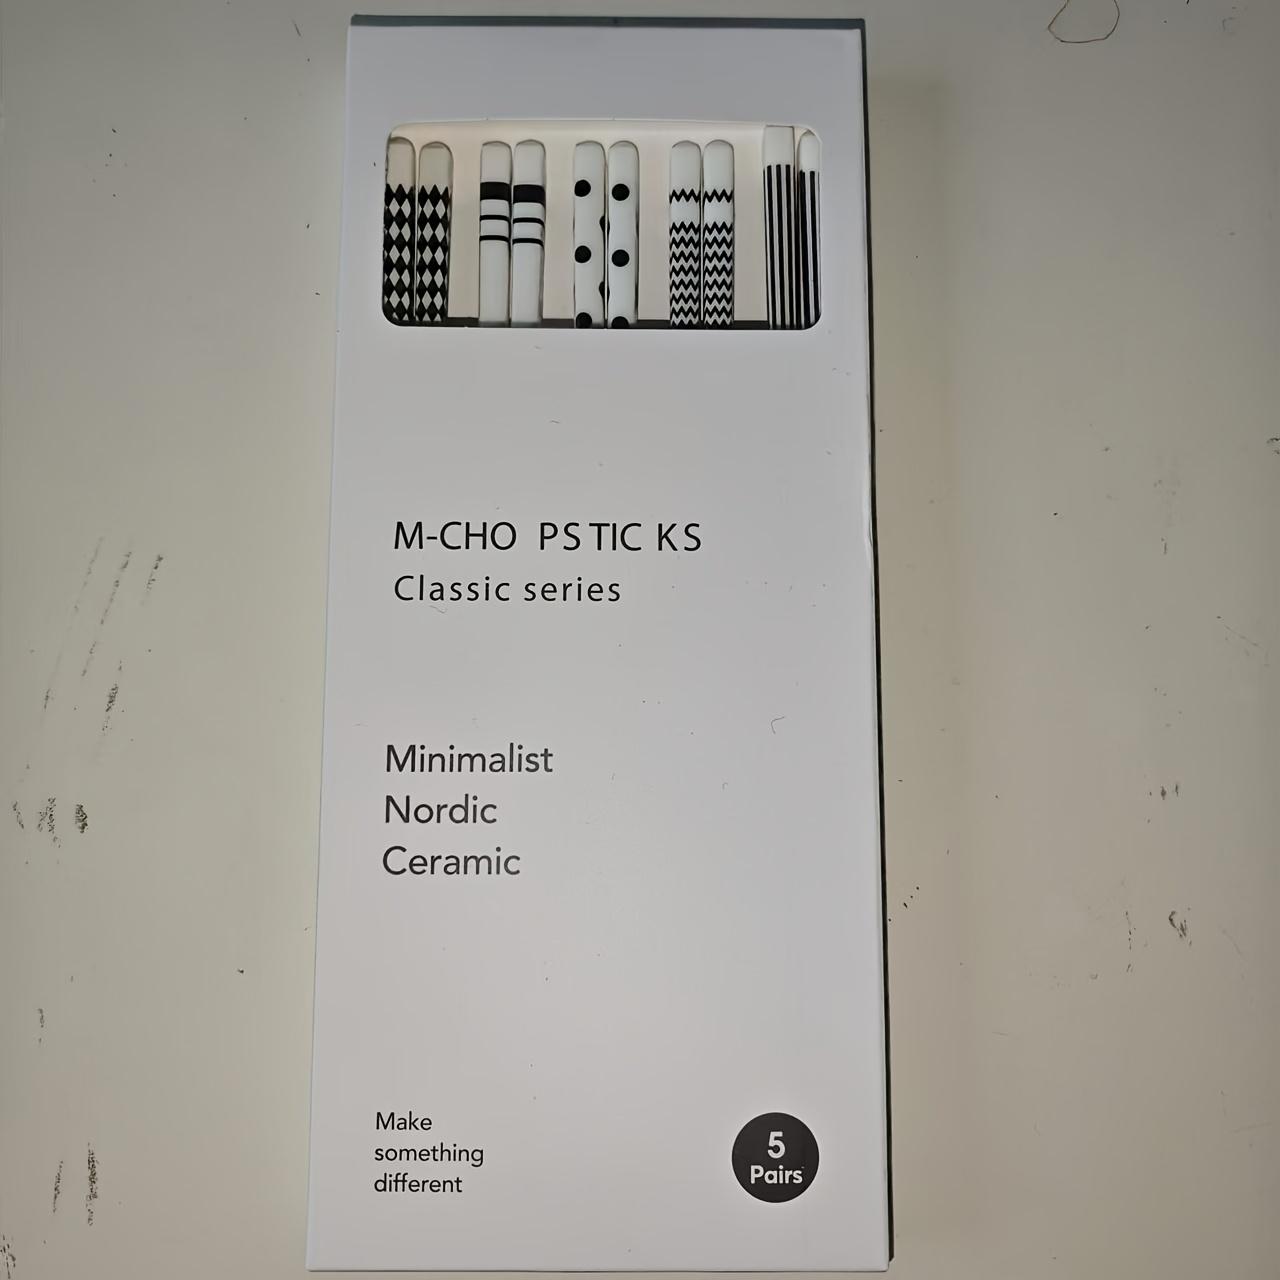 M-CHO PS TIC KS
Classic series
Minimalist
Nordic
Ceramic
Make
something
different
5
Pairs